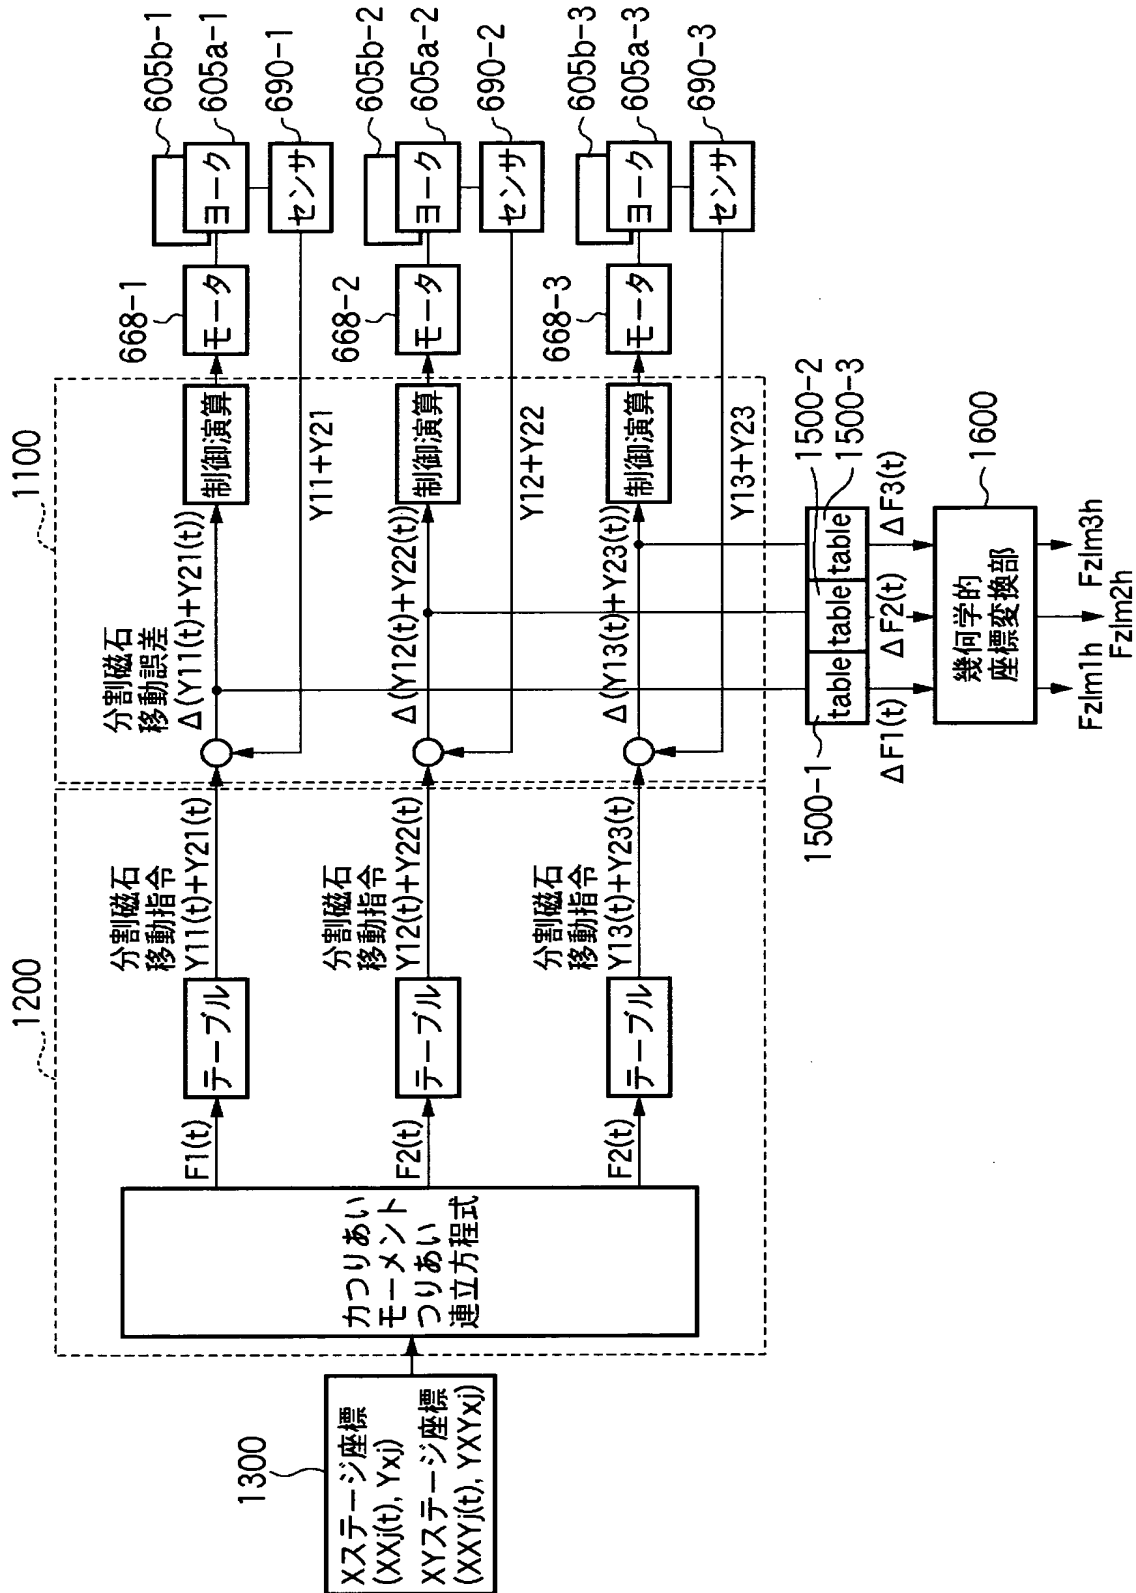 1300
Xステージ座標
(XXj(t), Yxj)
XYステージ座標
(XXYj(t), YXYxj)
1200
力つりあい
モーメント
つりあい
連立方程式
F1(t)
テーブル
分割磁石
移動指令
Y11(t)+Y21(t)
F2(t)
テーブル
分割磁石
移動指令
Y12(t)+Y22(t)
F2(t)
テーブル
分割磁石
移動指令
Y13(t)+Y23(t)
1100
分割磁石
移動誤差
Δ(Y11(t)+Y21(t))
制御演算
Y11+Y21
Δ(Y12(t)+Y22(t))
制御演算
Y12+Y22
Δ(Y13(t)+Y23(t))
制御演算
Y13+Y23
668-1
モータ
ヨーク
センサ
605b-1
605a-1
690-1
668-2
モータ
ヨーク
センサ
605b-2
605a-2
690-2
668-3
モータ
ヨーク
センサ
605b-3
605a-3
690-3
1500-1
table
table
table
1500-2
1500-3
ΔF1(t)
ΔF2(t)
ΔF3(t)
幾何学的
座標変換部
1600
Fzlm1h
Fzlm2h
Fzlm3h